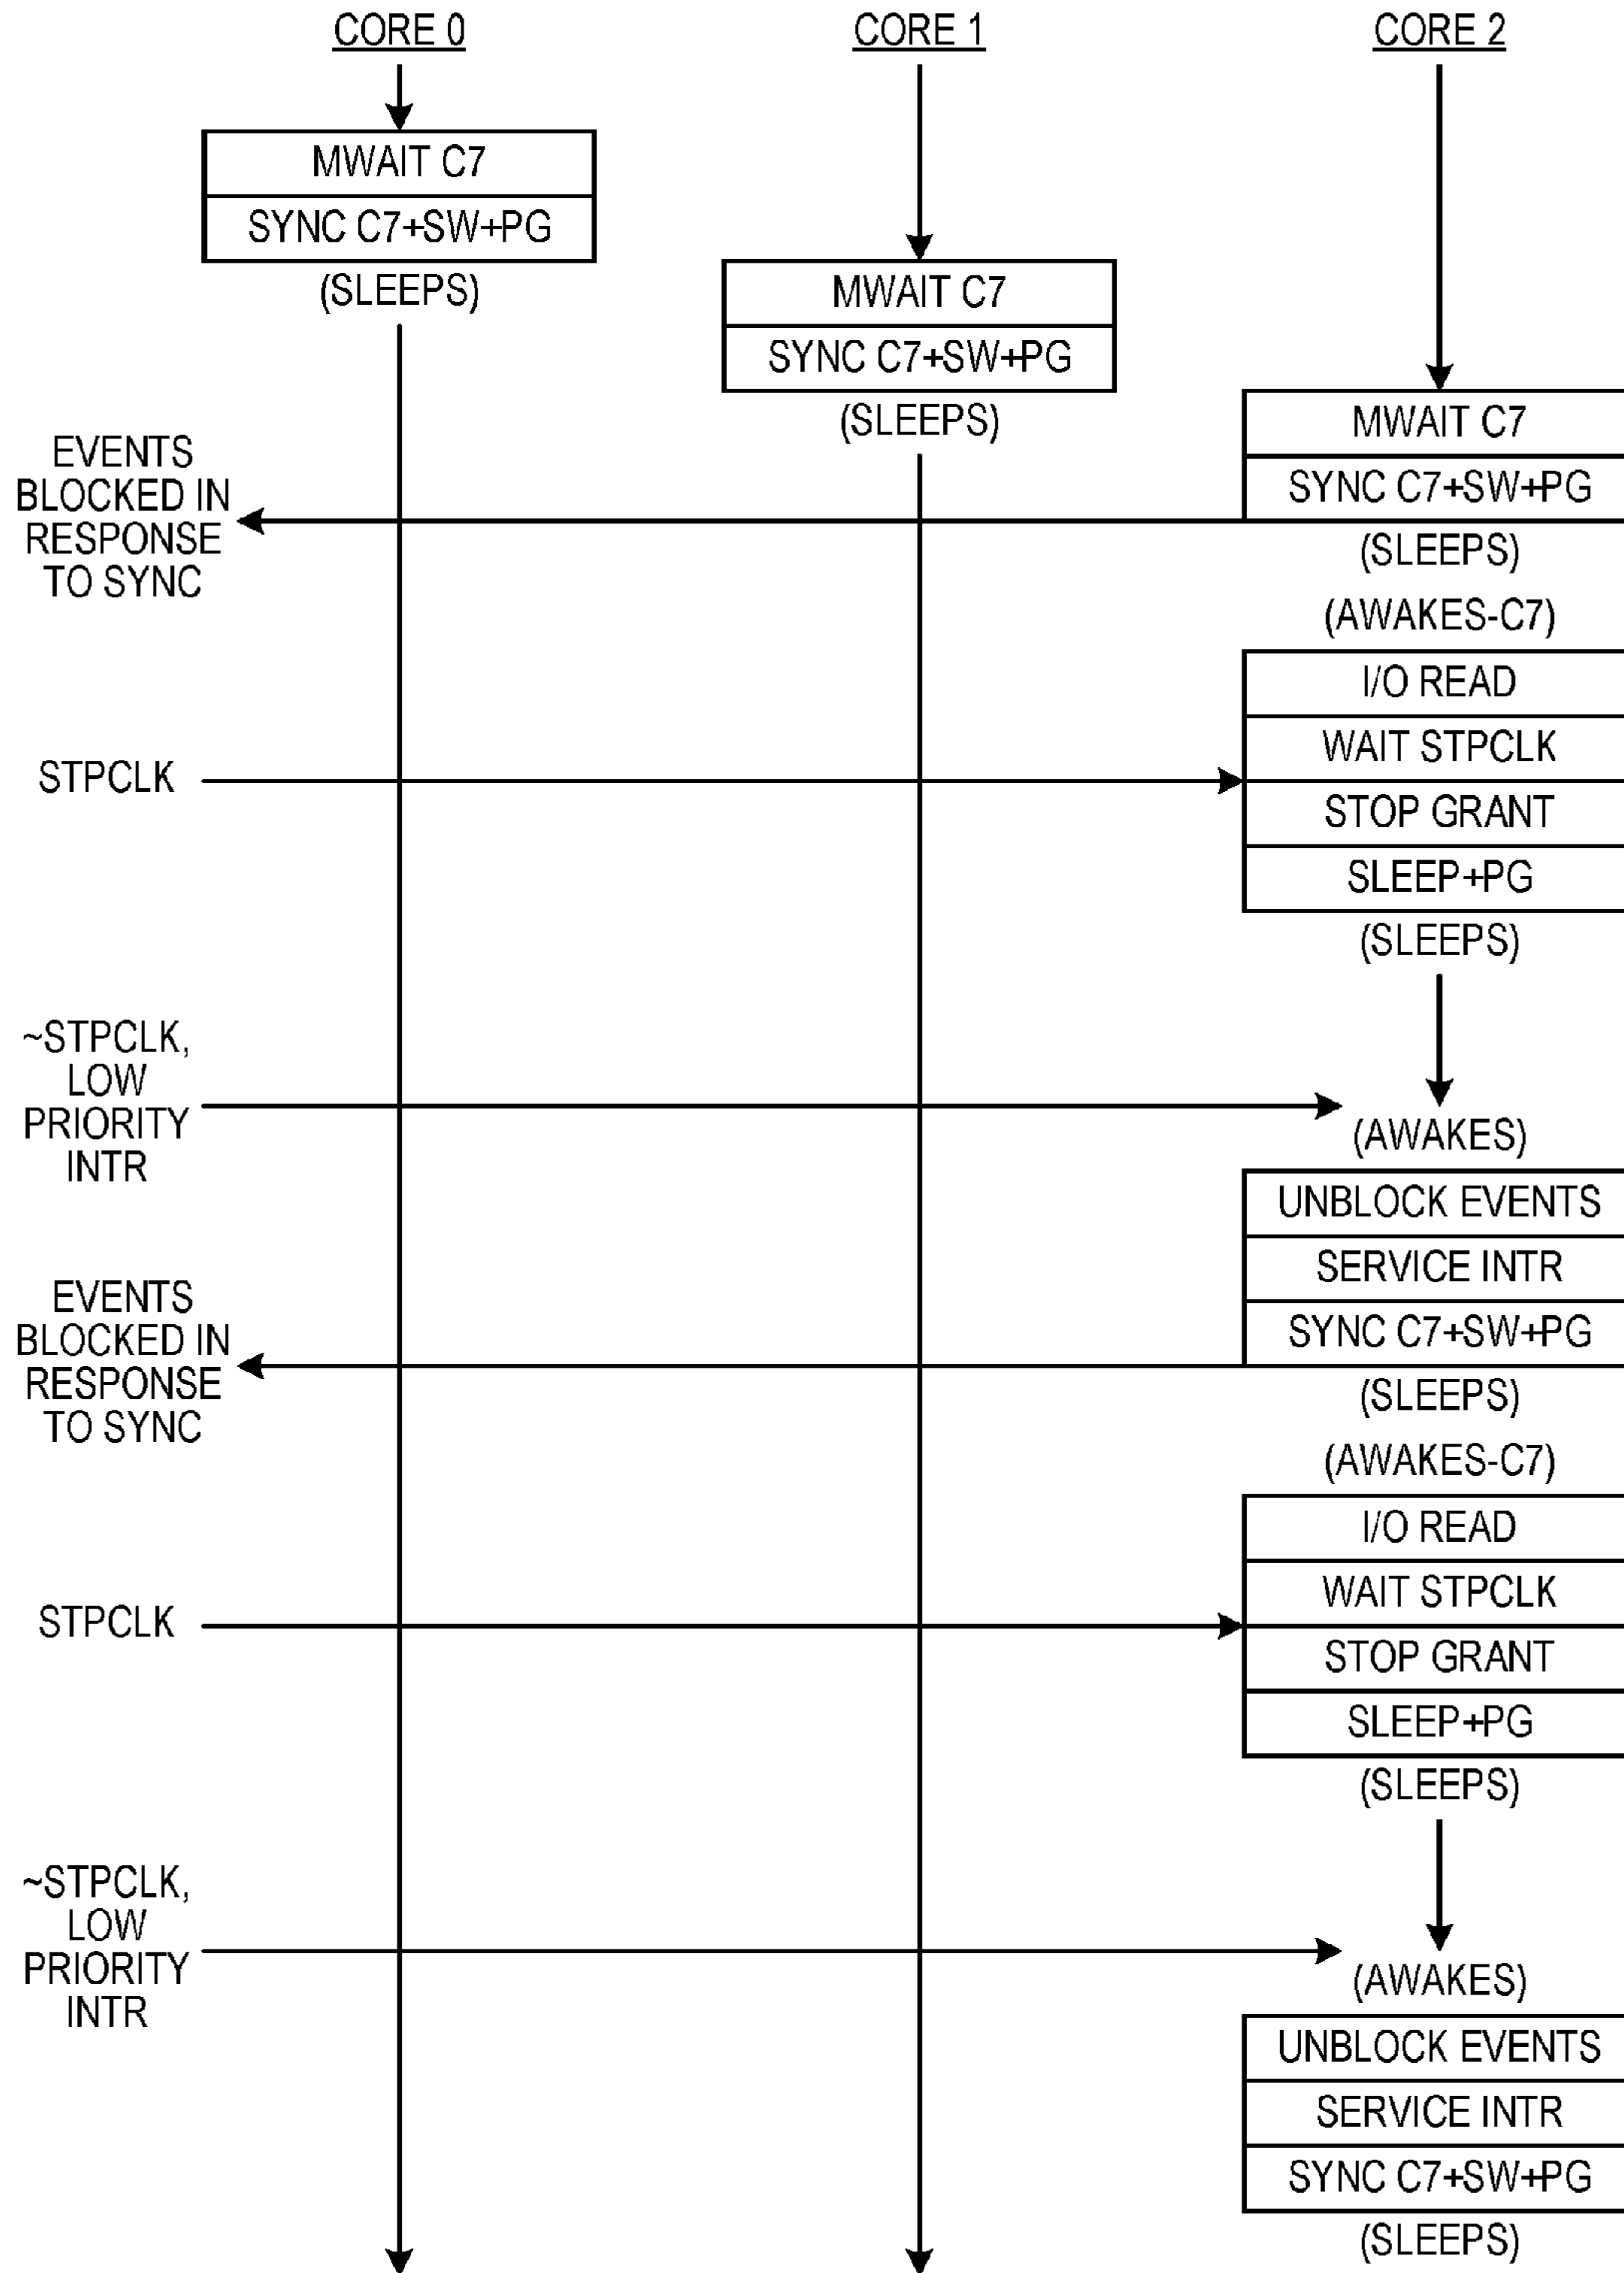 CORE 0
CORE 1
CORE 2
MWAIT C7
SYNC C7+SW+PG
(SLEEPS)
MWAIT C7
SYNC C7+SW+PG
(SLEEPS)
MWAIT C7
SYNC C7+SW+PG
(SLEEPS)
EVENTS
BLOCKED IN
RESPONSE
TO SYNC
(AWAKES-C7)
I/O READ
WAIT STPCLK
STPCLK
STOP GRANT
SLEEP+PG
(SLEEPS)
~STPCLK,
LOW
PRIORITY
INTR
(AWAKES)
UNBLOCK EVENTS
SERVICE INTR
SYNC C7+SW+PG
EVENTS
BLOCKED IN
RESPONSE
TO SYNC
(SLEEPS)
(AWAKES-C7)
I/O READ
WAIT STPCLK
STPCLK
STOP GRANT
SLEEP+PG
(SLEEPS)
~STPCLK,
LOW
PRIORITY
INTR
(AWAKES)
UNBLOCK EVENTS
SERVICE INTR
SYNC C7+SW+PG
(SLEEPS)